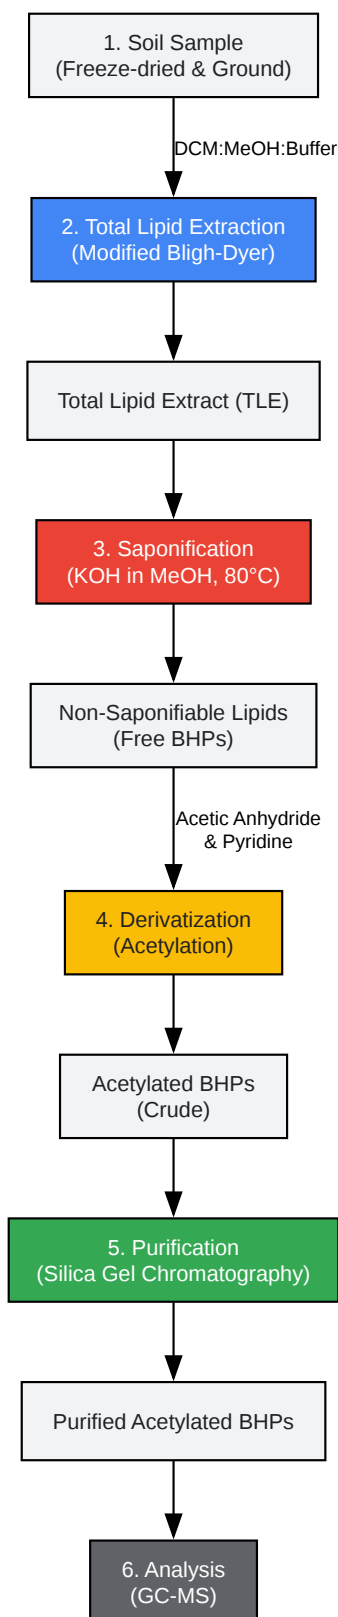 1. Soil Sample
(Freeze-dried & Ground)
DCM:MeOH:Buffer
2. Total Lipid Extraction
(Modified Bligh-Dyer)
Total Lipid Extract (TLE)
3. Saponification
(KOH in MeOH, 80°C)
Non-Saponifiable Lipids
(Free BHPs)
Acetic Anhydride
& Pyridine
4. Derivatization
(Acetylation)
Acetylated BHPs
(Crude)
5. Purification
(Silica Gel Chromatography)
Purified Acetylated BHPs
6. Analysis
(GC-MS)